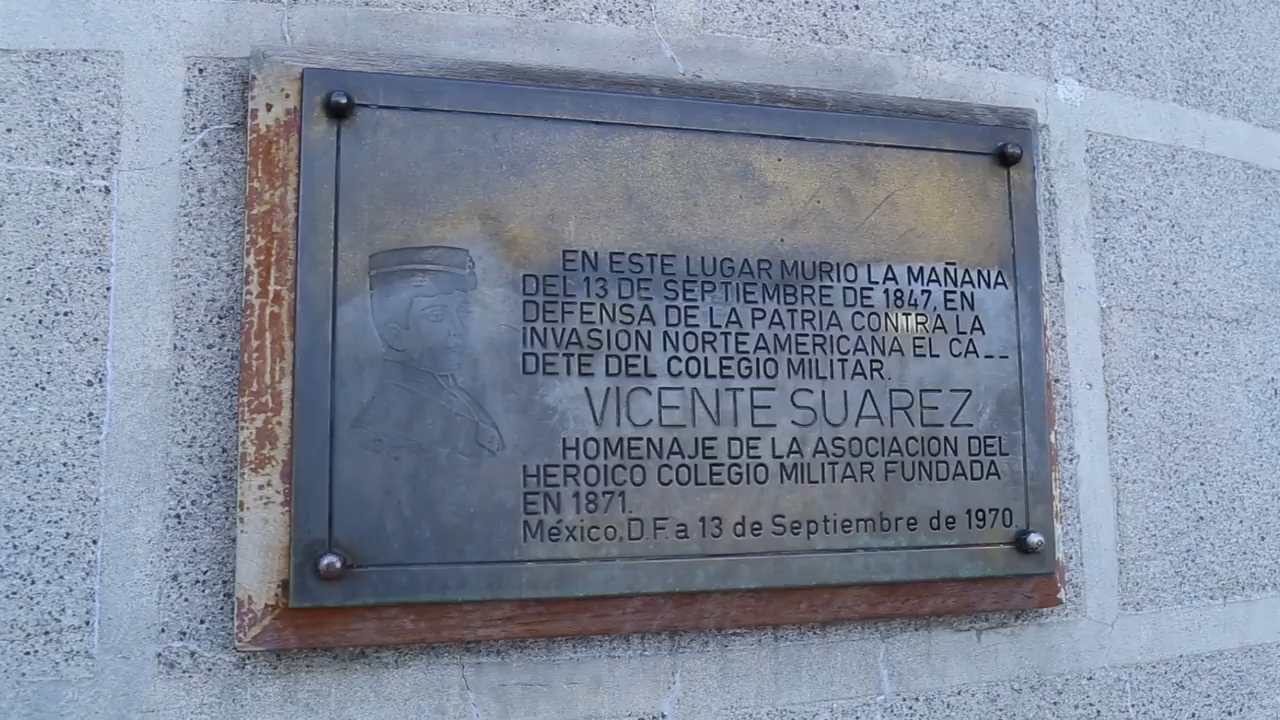 EN ESTE LUGAR MURIO LA MAÑANA
DEL 13 DE SEPTIEMBRE DE 1847, EN
DEFENSA DE LA PATRIA CONTRA LA
INVASION NORTEAMERICANA EL CA--
DETE DEL COLEGIO MILITAR.
VICENTE SUAREZ
HOMENAJE DE LA ASOCIACION DEL
HEROICO COLEGIO MILITAR FUNDADA
EN 1871.
México, D.F. a 13 de Septiembre de 1970.